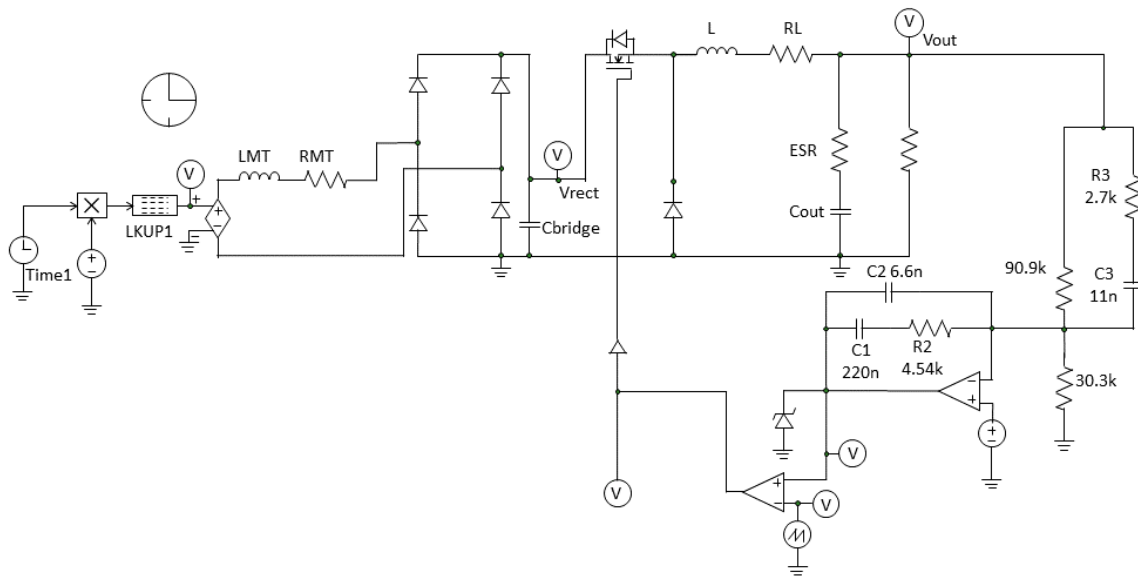 V
L
RL
Vout
LMT
RMT
V
V
Vrect
ESR
R3
2.7k
LKUP1
Cbridge
Cout
Time1
C2 6.6n
90.9k
C3
11n
C1
220n
R2
4.54k
30.3k
V
V
V